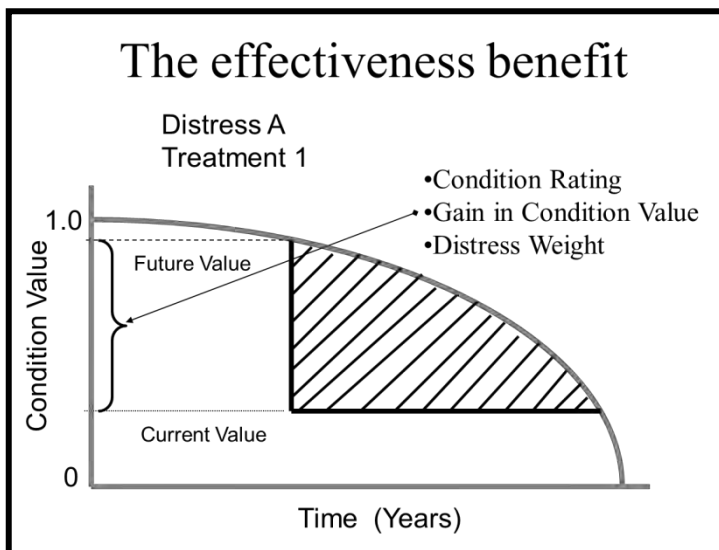 The effectiveness benefit
Distress A
Treatment 1
•Condition Rating
•Gain in Condition Value
•Distress Weight
1.0
Future Value
Condition Value
Current Value
0
Time (Years)